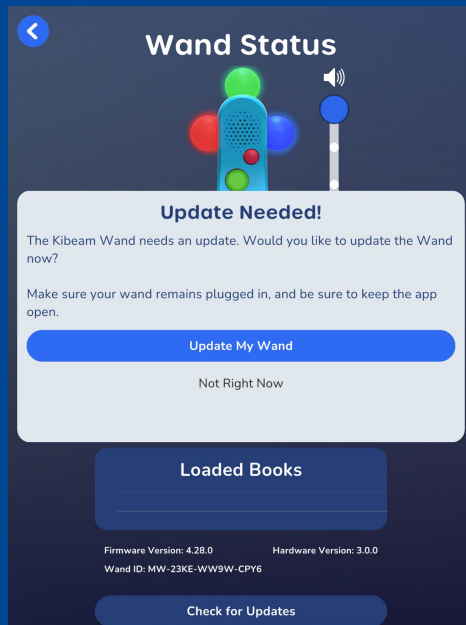 Wand Status
Update Needed!
The Kibeam Wand needs an update. Would you like to update the Wand
now?
Make sure your wand remains plugged in, and be sure to keep the app
open.
Update My Wand
Not Right Now
Loaded Books
Firmware Version: 4.28.0
Hardware Version: 3.0.0
Wand ID: MW-23KE-WW9W-CPY6
Check for Updates